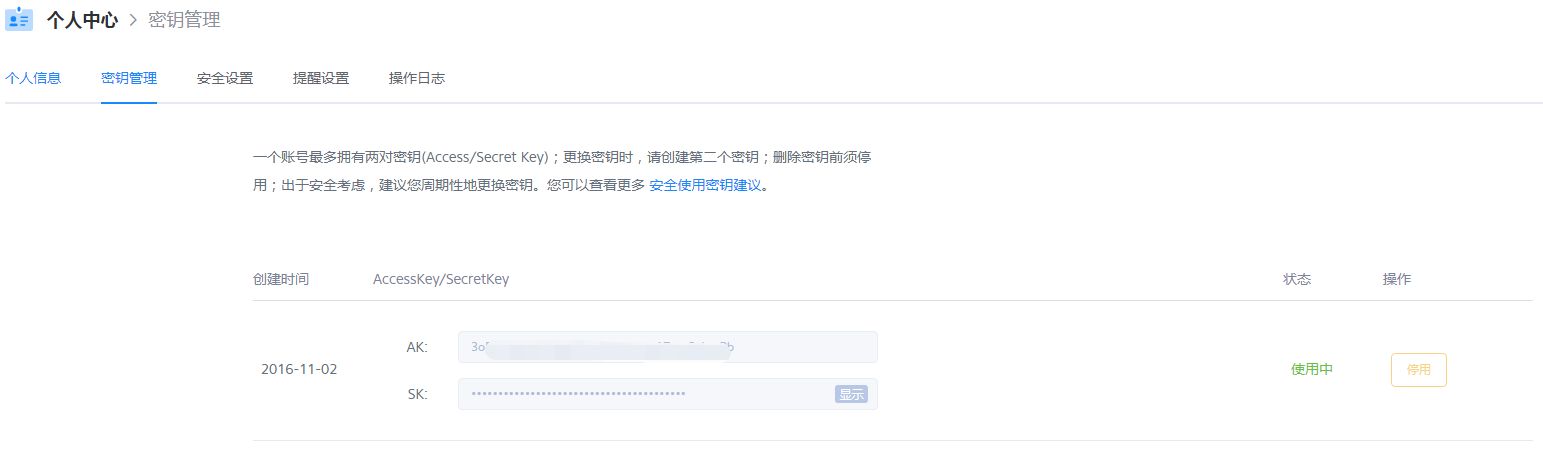 个人中心 > 密钥管理
个人信息 密钥管理 安全设置 提醒设置 操作日志
一个账号最多拥有两对密钥(Access/Secret Key)；更换密钥时，请创建第二个密钥；删除密钥前须停
用；出于安全考虑，建议您周期性地更换密钥。您可以查看更多 安全使用密钥建议。
创建时间 AccessKey/SecretKey 状态 操作
AK:
2016-11-02 使用中 停用
SK: 显示